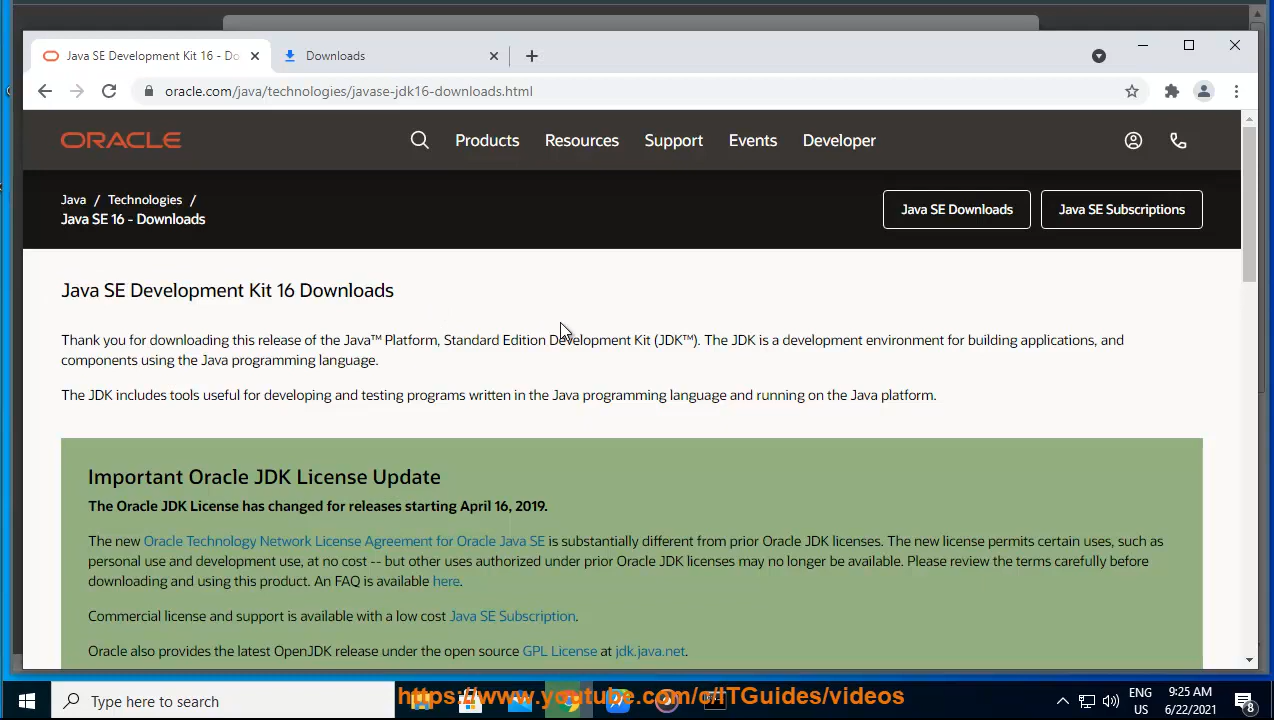 Java SE Development Kit 16 - Do
Downloads
oracle.com/java/technologies/javase-jdk16-downloads.html
ORACLE
Products
Resources
Support
Events
Developer
Java / Technologies /
Java SE 16 - Downloads
Java SE Downloads
Java SE Subscriptions
Java SE Development Kit 16 Downloads
Thank you for downloading this release of the Java™ Platform, Standard Edition Development Kit (JDK™). The JDK is a development environment for building applications, and
components using the Java programming language.
The JDK includes tools useful for developing and testing programs written in the Java programming language and running on the Java platform.
Important Oracle JDK License Update
The Oracle JDK License has changed for releases starting April 16, 2019.
The new Oracle Technology Network License Agreement for Oracle Java SE is substantially different from prior Oracle JDK licenses. The new license permits certain uses, such as
personal use and development use, at no cost -- but other uses authorized under prior Oracle JDK licenses may no longer be available. Please review the terms carefully before
downloading and using this product. An FAQ is available here.
Commercial license and support is available with a low cost Java SE Subscription.
Oracle also provides the latest OpenJDK release under the open source GPL License at jdk.java.net.
Type here to search
https://www.youtube.com/c/ITGuides/videos
ENG
US
9:25 AM
6/22/2021
8